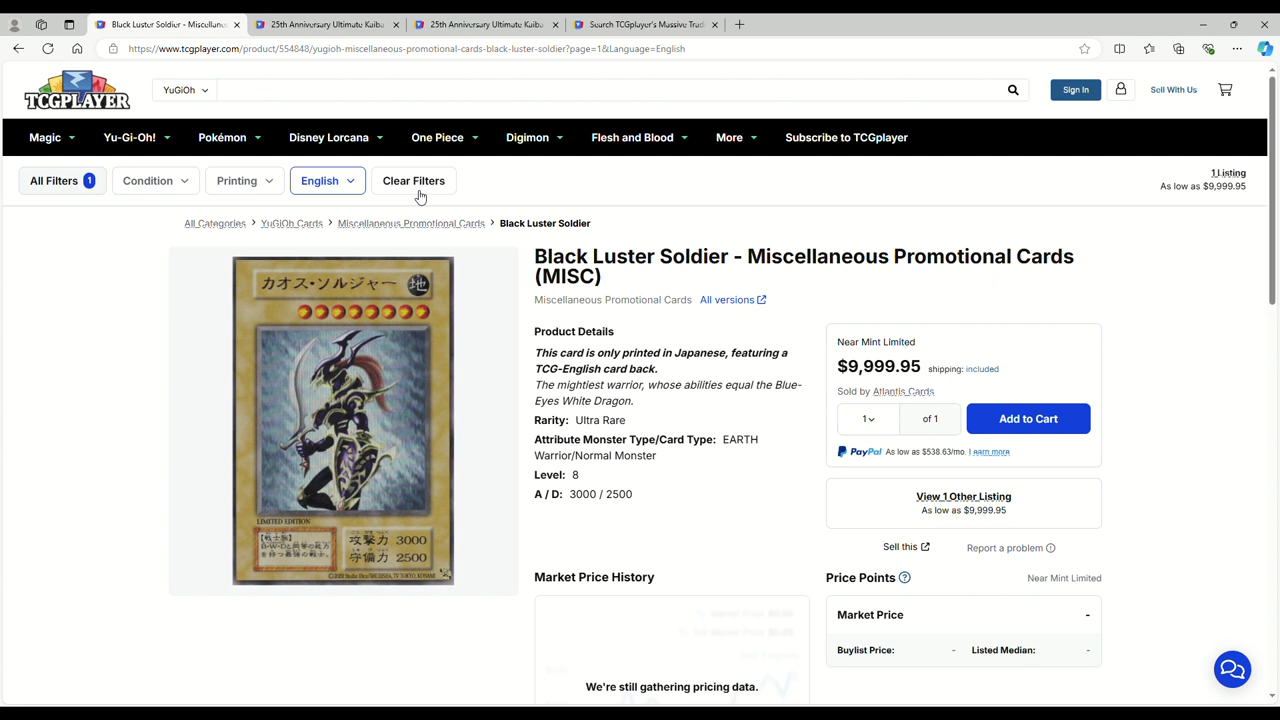 Black Luster Soldier - Miscellaneous
25th Anniversary Ultimate Kaiba
25th Anniversary Ultimate Kaiba
Search TCGplayer's Massive Trad
https://www.tcgplayer.com/product/554848/yugioh-miscellaneous-promotional-cards-black-luster-soldier?page=1&Language=English
TCGPLAYER
YuGiOh
Sign In
Sell With Us
Magic
Yu-Gi-Oh!
Pokémon
Disney Lorcana
One Piece
Digimon
Flesh and Blood
More
Subscribe to TCGplayer
All Filters 1
Condition
Printing
English
Clear Filters
1 Listing
As low as $9,999.95
All Categories > YuGiOh Cards > Miscellaneous Promotional Cards > Black Luster Soldier
カオス・ソルジャー 地
LIMITED EDITION
【戦士族】
攻撃力 3000
守備力 2500
Black Luster Soldier - Miscellaneous Promotional Cards
(MISC)
Miscellaneous Promotional Cards All versions
Product Details
This card is only printed in Japanese, featuring a
TCG-English card back.
The mightiest warrior, whose abilities equal the Blue-
Eyes White Dragon.
Rarity: Ultra Rare
Attribute Monster Type/Card Type: EARTH
Warrior/Normal Monster
Level: 8
A / D: 3000 / 2500
Near Mint Limited
$9,999.95 shipping: included
Sold by Atlantis Cards
1 of 1
Add to Cart
PayPal As low as $538.63/mo. Learn more
View 1 Other Listing
As low as $9,999.95
Sell this
Report a problem
Market Price History
We're still gathering pricing data.
Price Points ?
Near Mint Limited
Market Price -
Buylist Price: -
Listed Median: -